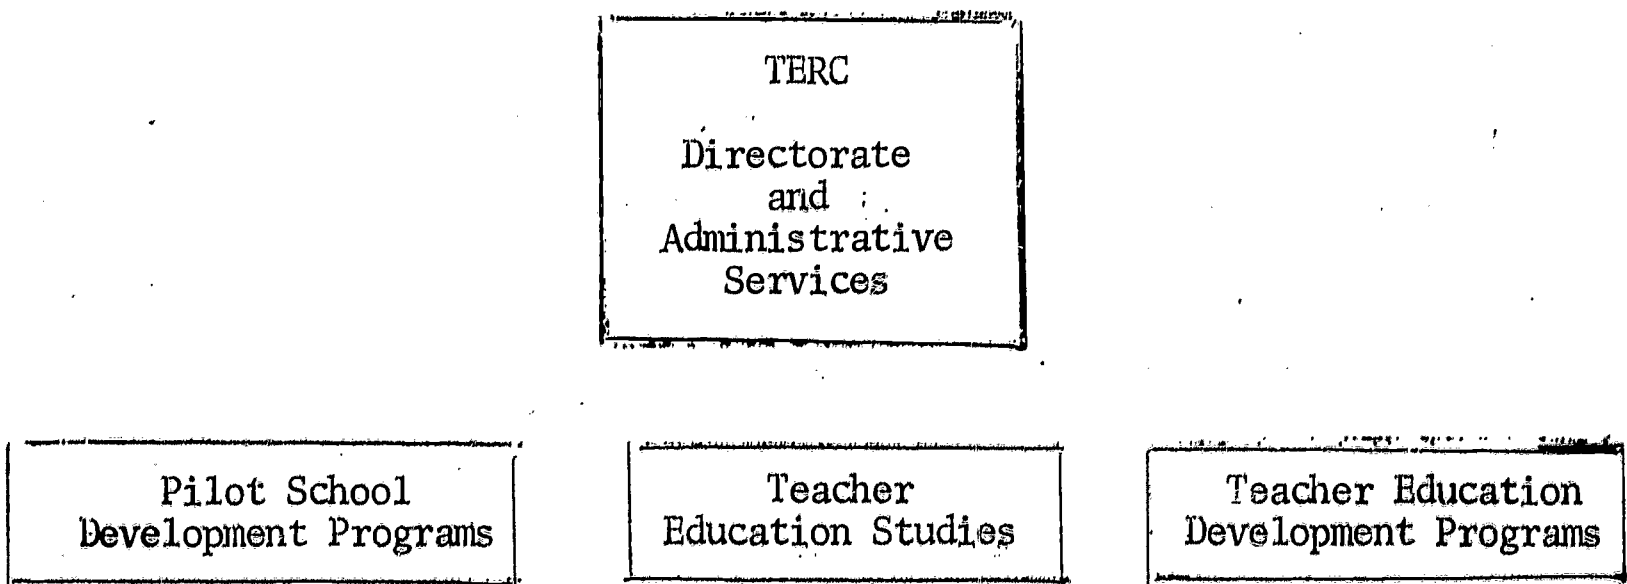 TERC
Directorate
and
Administrative
Services
Pilot School
Development Programs
Teacher
Education Studies
Teacher Education
Development Programs